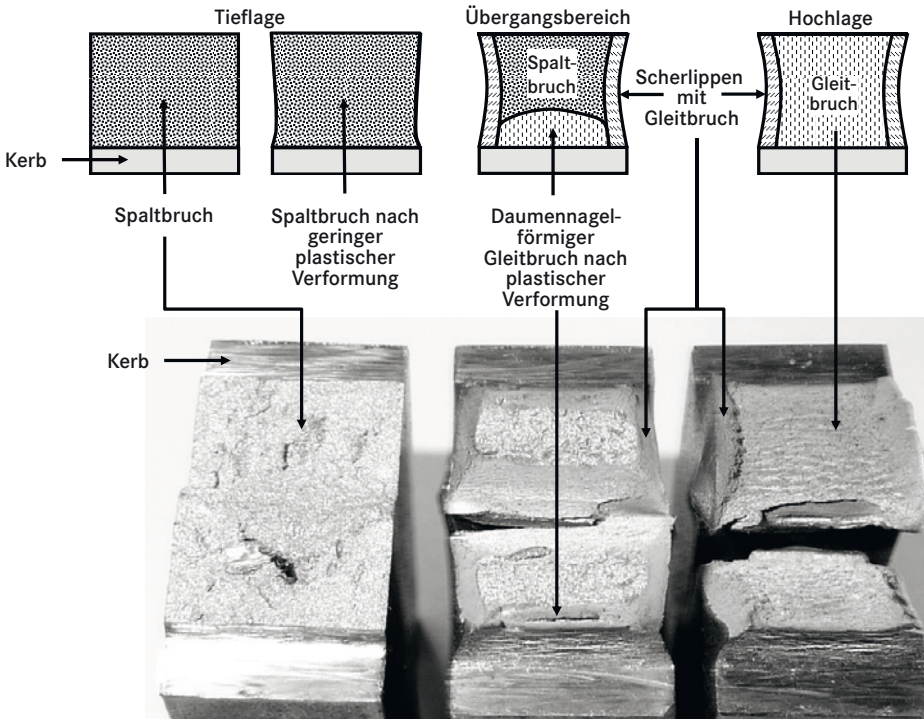 Tieflage
Übergangsbereich
Hochlage
Spalt-
bruch
Scherlippen
mit
Gleitbruch
Gleit-
bruch
Kerb
Spaltbruch
Spaltbruch nach
geringer
plastischer
Verformung
Daumennagel-
förmiger
Gleitbruch nach
plastischer
Verformung
Kerb